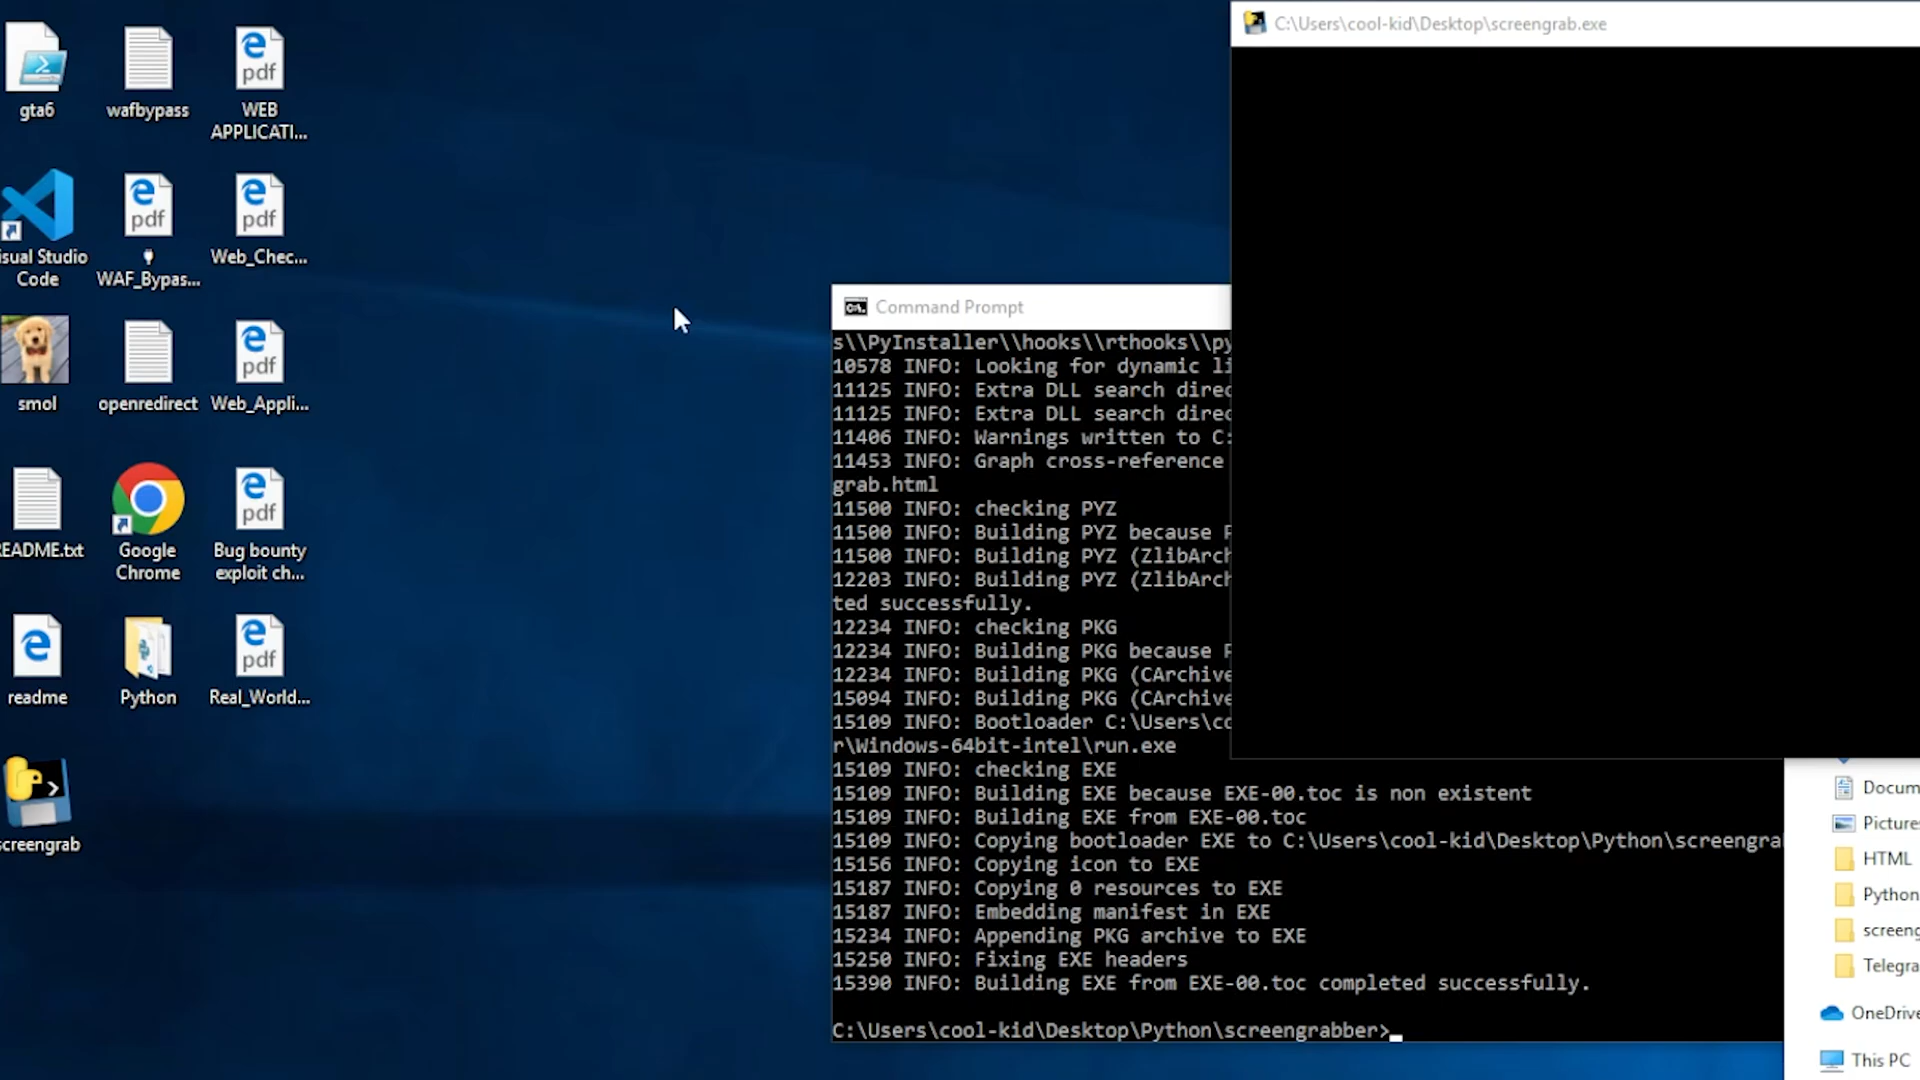 gta6
wafbypass
WEB
APPLICATI...
isual Studio
Code
WAF_Bypas...
Web_Chec...
smol
openredirect
Web_Appli...
README.txt
Google
Chrome
Bug bounty
exploit ch...
readme
Python
Real_World...
screengrab
pdf
pdf
pdf
pdf
pdf
pdf
C:\Users\cool-kid\Desktop\screengrab.exe
Command Prompt
s\\PyInstaller\\hooks\\rthooks\\py
10578 INFO: Looking for dynamic li
11125 INFO: Extra DLL search direc
11125 INFO: Extra DLL search direc
11406 INFO: Warnings written to C:
11453 INFO: Graph cross-reference
grab.html
11500 INFO: checking PYZ
11500 INFO: Building PYZ because P
11500 INFO: Building PYZ (ZlibArch
12203 INFO: Building PYZ (ZlibArch
ted successfully.
12234 INFO: checking PKG
12234 INFO: Building PKG because P
12234 INFO: Building PKG (CArchive
15094 INFO: Building PKG (CArchive
15109 INFO: Bootloader C:\Users\co
r\Windows-64bit-intel\run.exe
15109 INFO: checking EXE
15109 INFO: Building EXE because EXE-00.toc is non existent
15109 INFO: Building EXE from EXE-00.toc
15109 INFO: Copying bootloader EXE to C:\Users\cool-kid\Desktop\Python\screengra
15156 INFO: Copying icon to EXE
15187 INFO: Copying 0 resources to EXE
15187 INFO: Embedding manifest in EXE
15234 INFO: Appending PKG archive to EXE
15250 INFO: Fixing EXE headers
15390 INFO: Building EXE from EXE-00.toc completed successfully.
C:\Users\cool-kid\Desktop\Python\screengrabber>
Docum
Picture
HTML
Python
screeng
Telegra
OneDrive
This PC